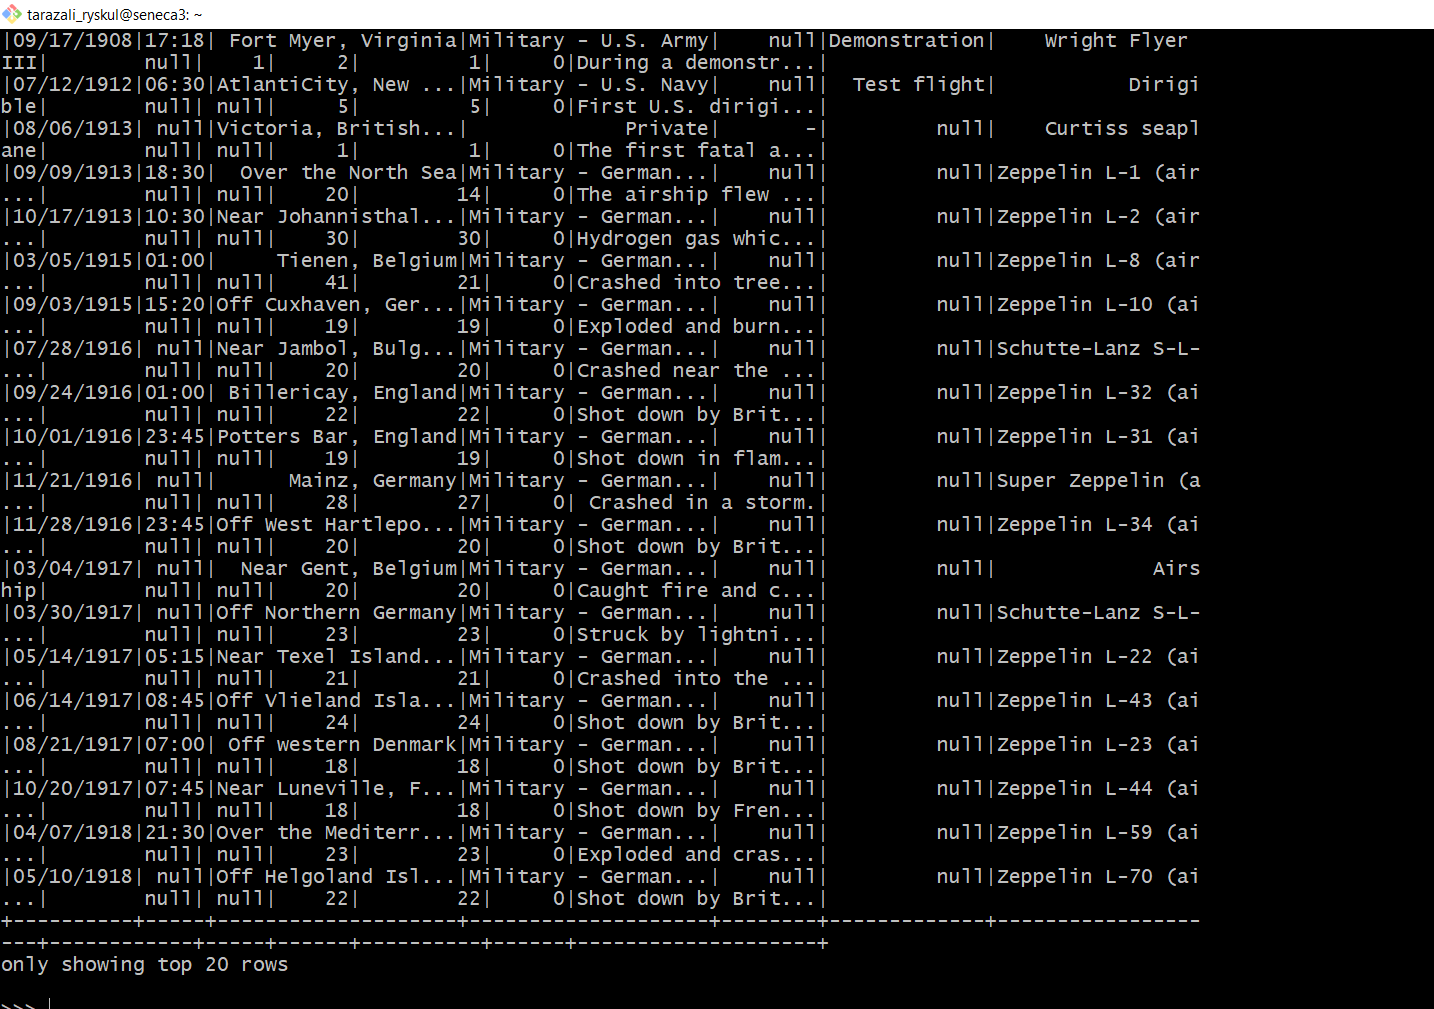 tarazali_ryskul@seneca3: ~
|09/17/1908|17:18| Fort Myer, Virginia|Military - U.S. Army|    null|Demonstration|    Wright Flyer
III|        null|   1|     2|         1|     0|During a demonstr...|
|07/12/1912|06:30|AtlantiCity, New ...|Military - U.S. Navy|    null|  Test flight|           Dirigi
ble|        null| null|     5|         5|     0|First U.S. dirigi...|
|08/06/1913| null|Victoria, British...|             Private|       -|         null|    Curtiss seapl
ane|        null| null|     1|         1|     0|The first fatal a...|
|09/09/1913|18:30|  Over the North Sea|Military - German...|    null|         null|Zeppelin L-1 (air
...|        null| null|    20|        14|     0|The airship flew ...|
|10/17/1913|10:30|Near Johannisthal...|Military - German...|    null|         null|Zeppelin L-2 (air
...|        null| null|    30|        30|     0|Hydrogen gas whic...|
|03/05/1915|01:00|     Tienen, Belgium|Military - German...|    null|         null|Zeppelin L-8 (air
...|        null| null|    41|        21|     0|Crashed into tree...|
|09/03/1915|15:20|Off Cuxhaven, Ger...|Military - German...|    null|         null|Zeppelin L-10 (ai
...|        null| null|    19|        19|     0|Exploded and burn...|
|07/28/1916| null|Near Jambol, Bulg...|Military - German...|    null|         null|Schutte-Lanz S-L-
...|        null| null|    20|        20|     0|Crashed near the ...|
|09/24/1916|01:00| Billericay, England|Military - German...|    null|         null|Zeppelin L-32 (ai
...|        null| null|    22|        22|     0|Shot down by Brit...|
|10/01/1916|23:45|Potters Bar, England|Military - German...|    null|         null|Zeppelin L-31 (ai
...|        null| null|    19|        19|     0|Shot down in flam...|
|11/21/1916| null|      Mainz, Germany|Military - German...|    null|         null|Super Zeppelin (a
...|        null| null|    28|        27|     0| Crashed in a storm.|
|11/28/1916|23:45|Off West Hartlepo...|Military - German...|    null|         null|Zeppelin L-34 (ai
...|        null| null|    20|        20|     0|Shot down by Brit...|
|03/04/1917| null|  Near Gent, Belgium|Military - German...|    null|         null|             Airs
hip|        null| null|    20|        20|     0|Caught fire and c...|
|03/30/1917| null|Off Northern Germany|Military - German...|    null|         null|Schutte-Lanz S-L-
...|        null| null|    23|        23|     0|Struck by lightni...|
|05/14/1917|05:15|Near Texel Island...|Military - German...|    null|         null|Zeppelin L-22 (ai
...|        null| null|    21|        21|     0|Crashed into the ...|
|06/14/1917|08:45|Off Vlieland Isla...|Military - German...|    null|         null|Zeppelin L-43 (ai
...|        null| null|    24|        24|     0|Shot down by Brit...|
|08/21/1917|07:00| Off western Denmark|Military - German...|    null|         null|Zeppelin L-23 (ai
...|        null| null|    18|        18|     0|Shot down by Brit...|
|10/20/1917|07:45|Near Luneville, F...|Military - German...|    null|         null|Zeppelin L-44 (ai
...|        null| null|    18|        18|     0|Shot down by Fren...|
|04/07/1918|21:30|Over the Mediterr...|Military - German...|    null|         null|Zeppelin L-59 (ai
...|        null| null|    23|        23|     0|Exploded and cras...|
|05/10/1918| null|Off Helgoland Isl...|Military - German...|    null|         null|Zeppelin L-70 (ai
...|        null| null|    22|        22|     0|Shot down by Brit...|
+----------+-----+--------------------+--------------------+--------+-------------+-----------------
---+------------+-----+------+----------+------+--------------------+
only showing top 20 rows
>>>